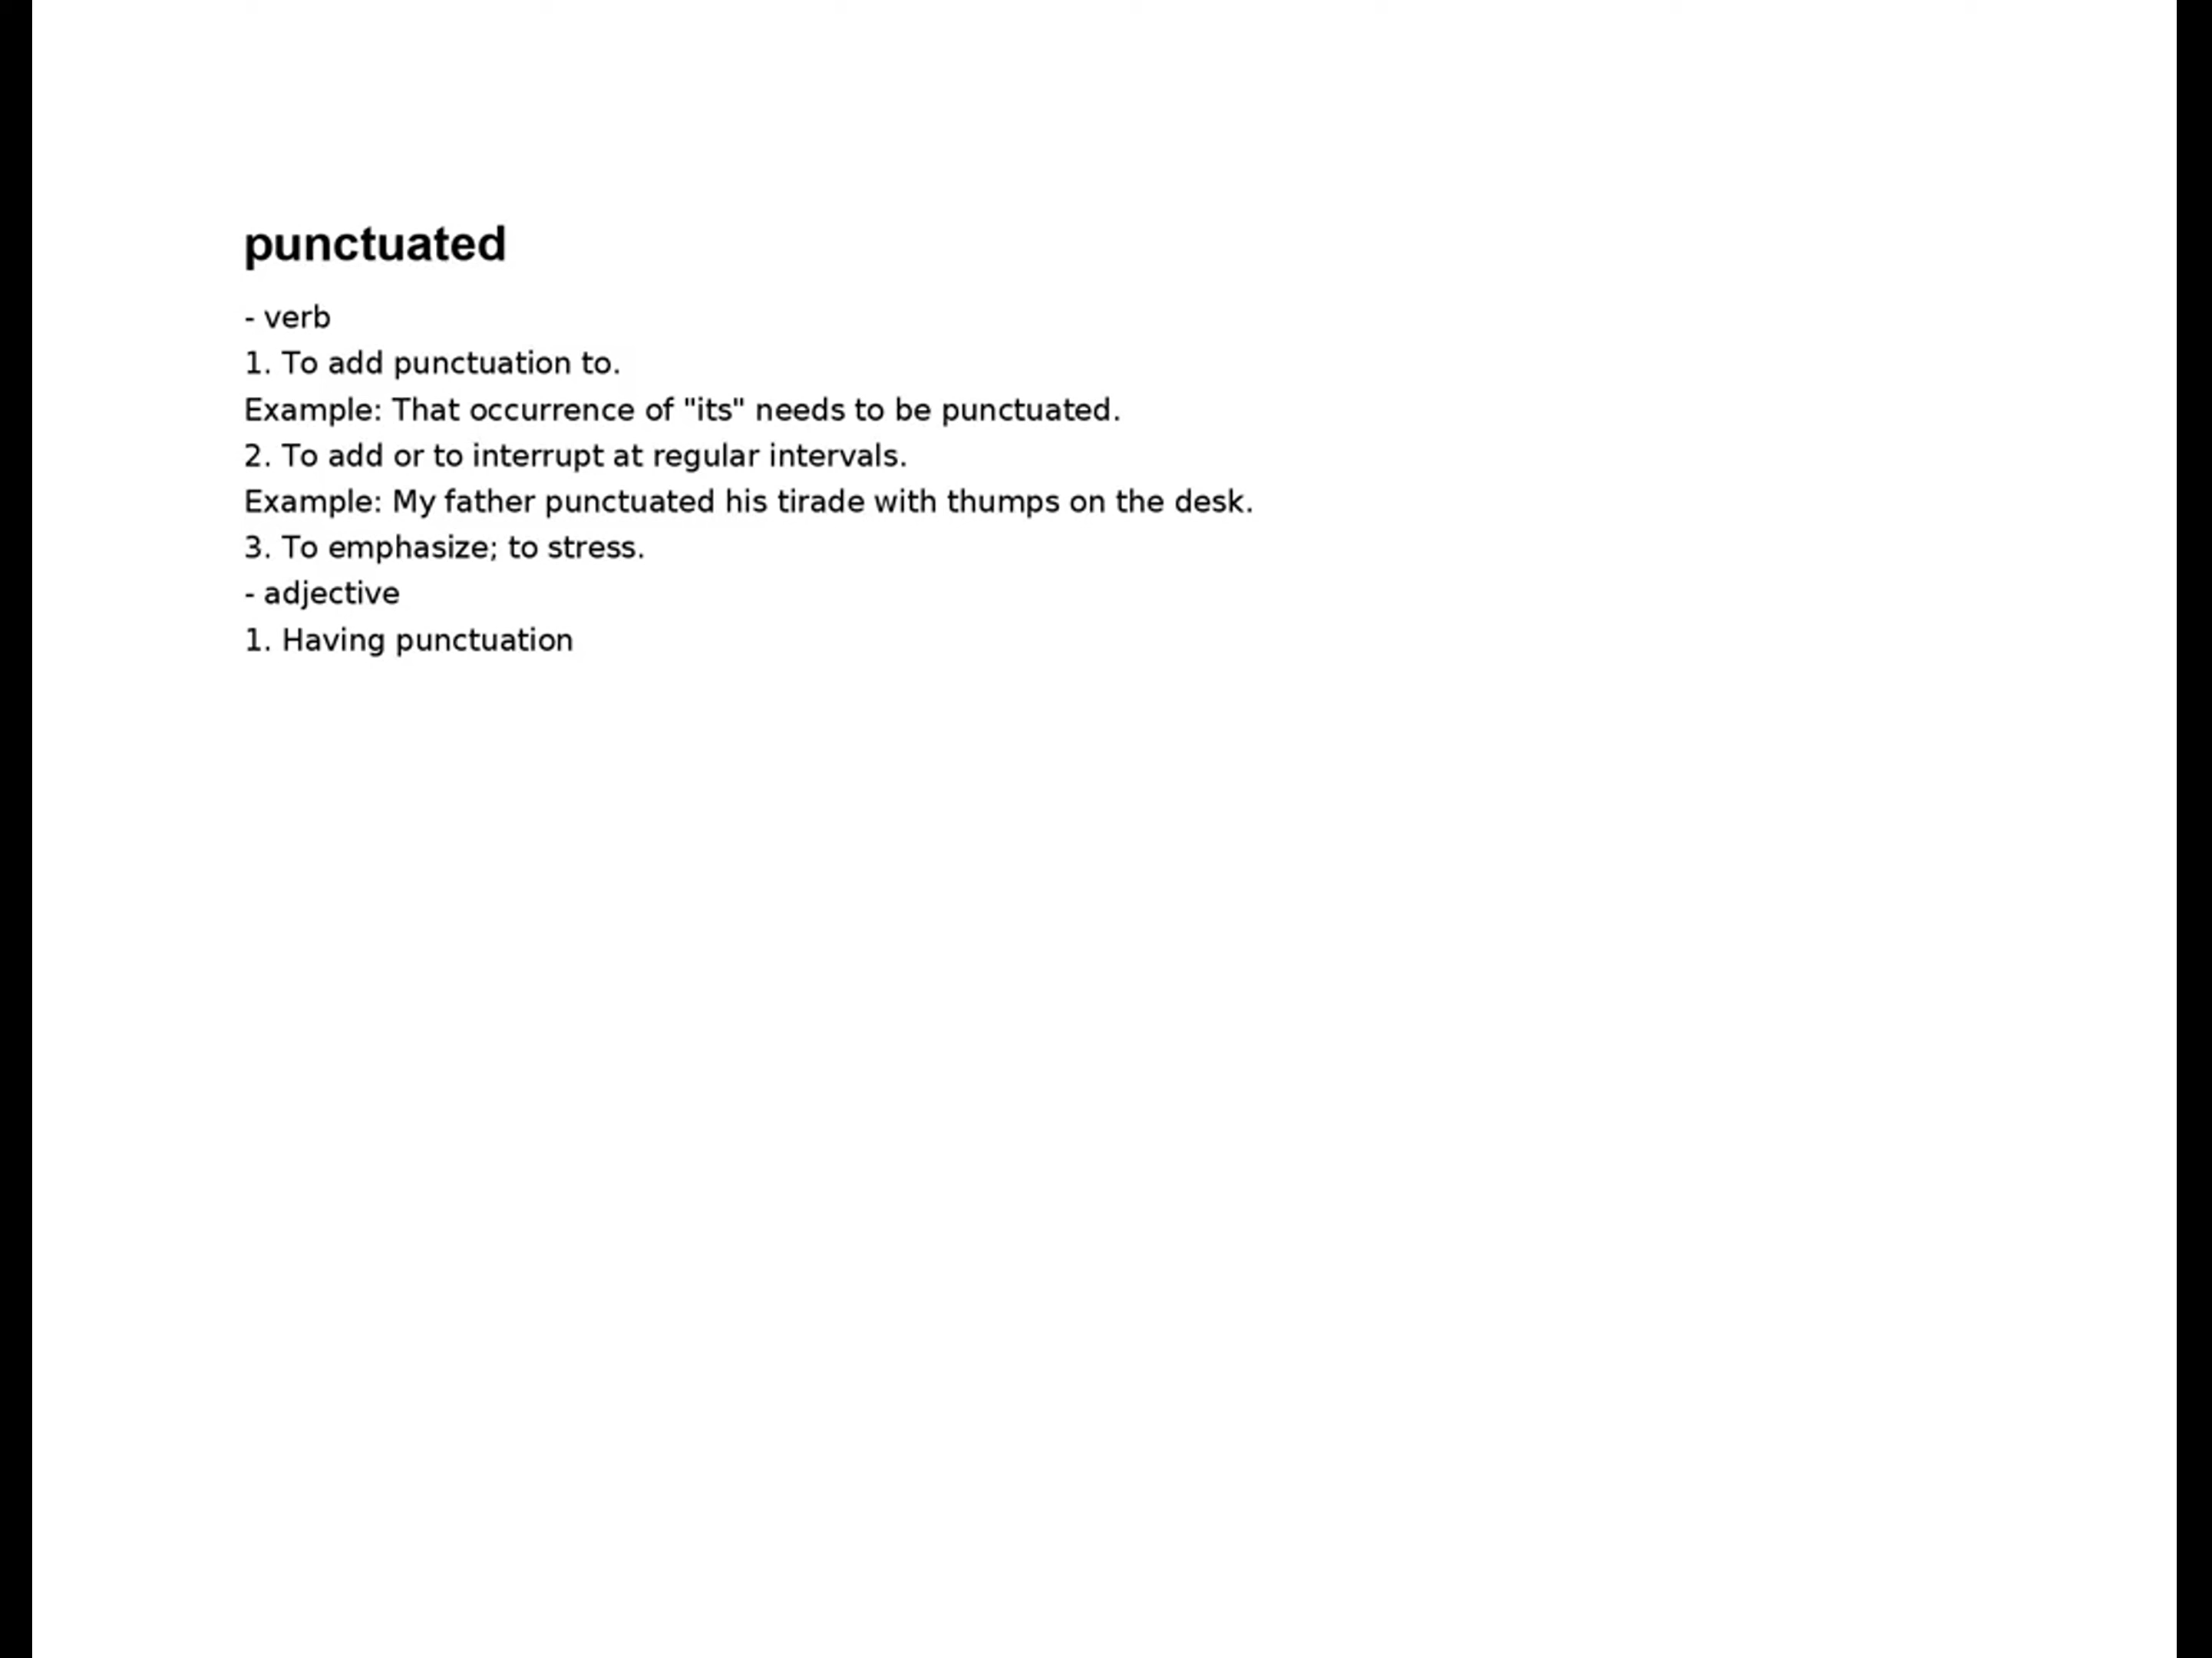 punctuated
- verb
1. To add punctuation to.
Example: That occurrence of "its" needs to be punctuated.
2. To add or to interrupt at regular intervals.
Example: My father punctuated his tirade with thumps on the desk.
3. To emphasize; to stress.
- adjective
1. Having punctuation